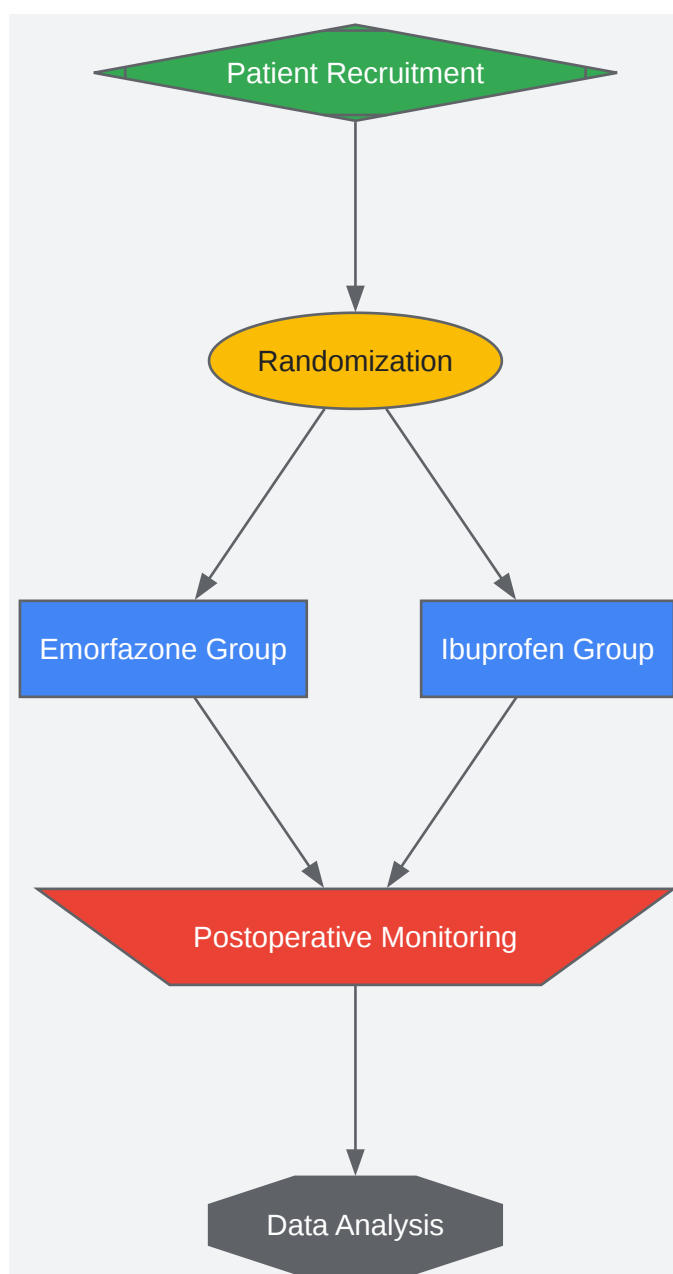 Patient Recruitment
Randomization
Emorfazone Group
Ibuprofen Group
Postoperative Monitoring
Data Analysis